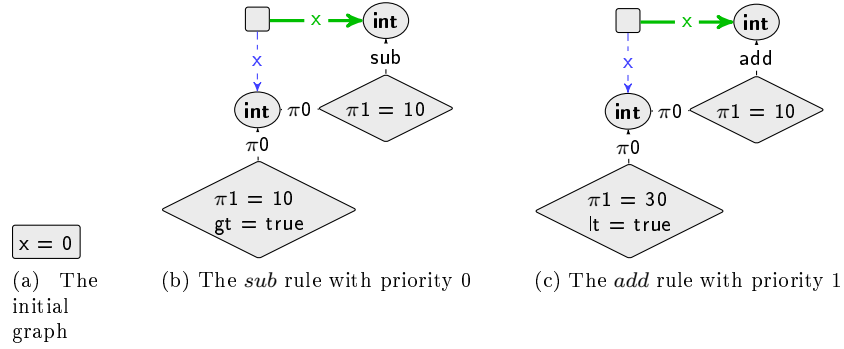 x = 0
(a) The
initial
graph
x
int
x
sub
int
π0
π1 = 10
π0
π1 = 10
gt = true
(b) The sub rule with priority 0
x
int
x
add
int
π0
π1 = 10
π0
π1 = 30
lt = true
(c) The add rule with priority 1